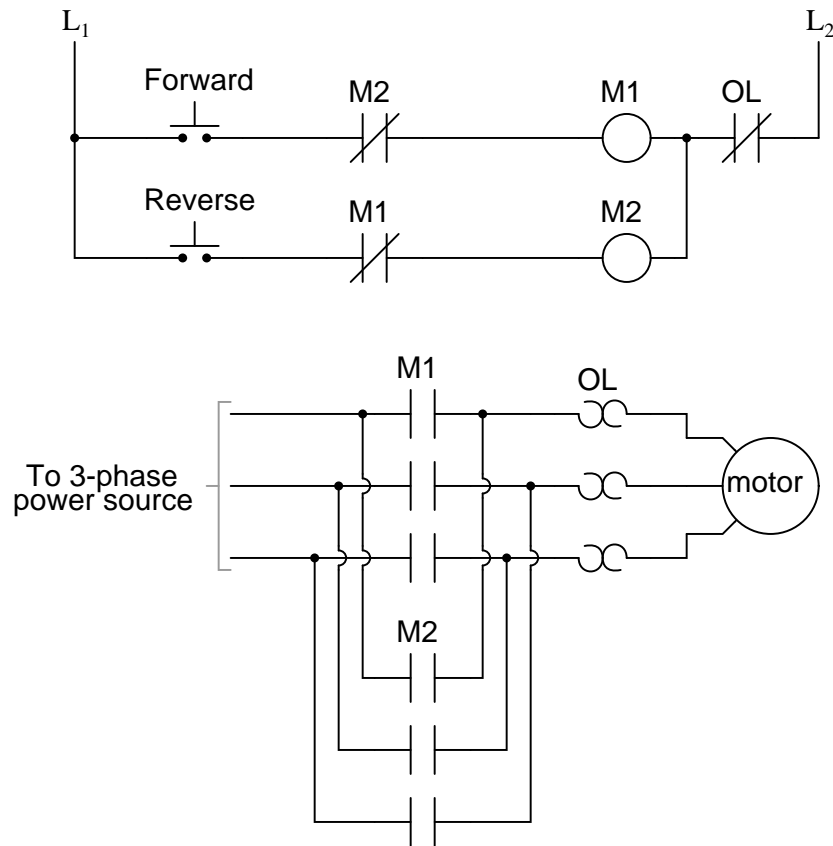 L1
L2
Forward
M2
M1
OL
Reverse
M1
M2
M1
OL
To 3-phase
power source
motor
M2